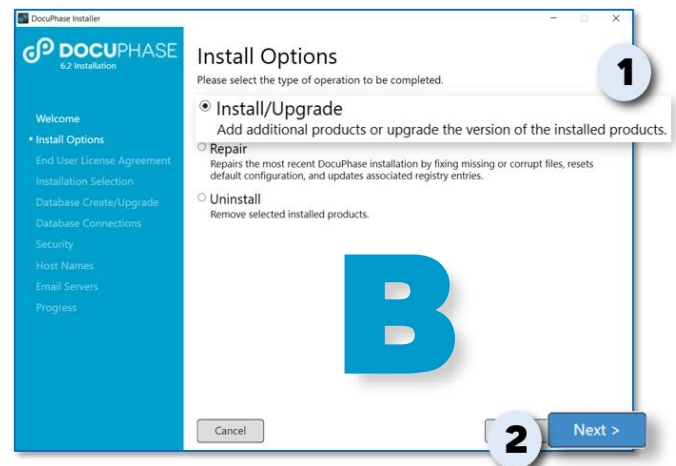 DocuPhase Installer
DOCUPHASE
6.2 Installation
Welcome
Install Options
End User License Agreement
Installation Selection
Database Create/Upgrade
Database Connections
Security
Host Names
Email Servers
Progress
Install Options
Please select the type of operation to be completed.
1
Install/Upgrade
Add additional products or upgrade the version of the installed products.
Repair
Repairs the most recent DocuPhase installation by fixing missing or corrupt files, resets
default configuration, and updates associated registry entries.
Uninstall
Remove selected installed products.
B
Cancel
2
Next >